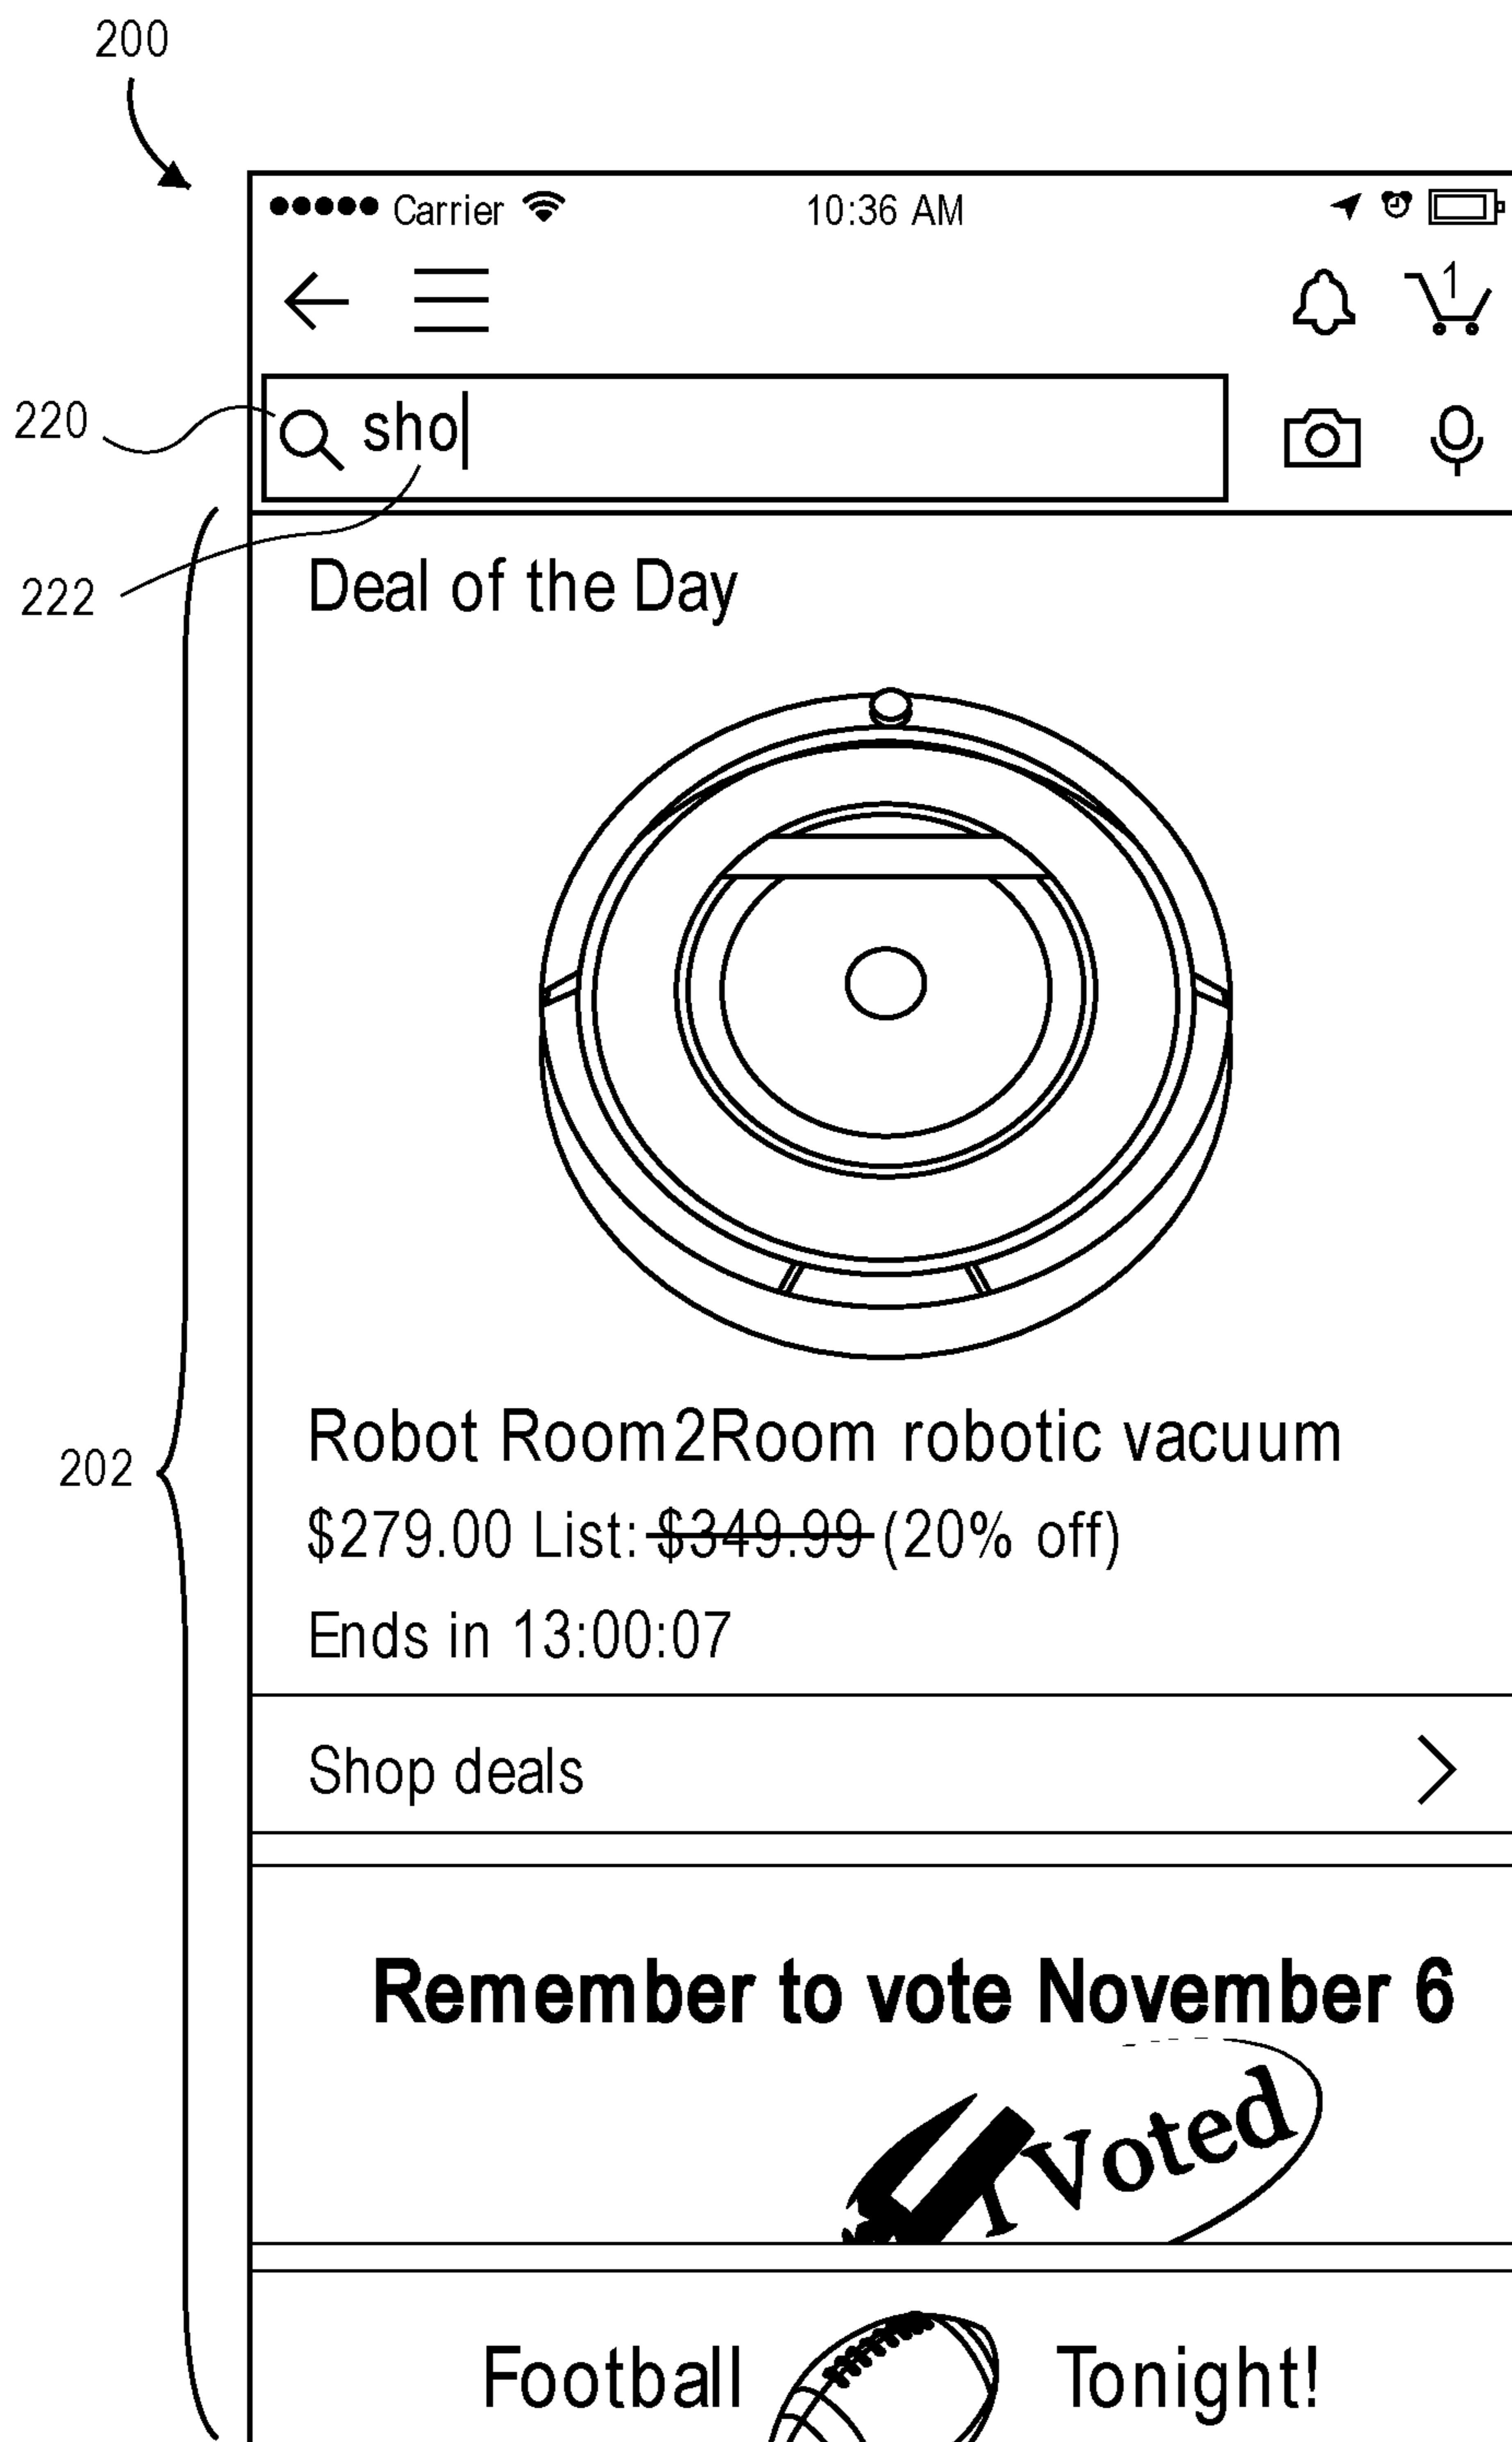 200
Carrier 10:36 AM
1
220
sho
222
Deal of the Day
Robot Room2Room robotic vacuum
202
$279.00 List: $349.99 (20% off)
Ends in 13:00:07
Shop deals
Remember to vote November 6
I Voted
Football Tonight!